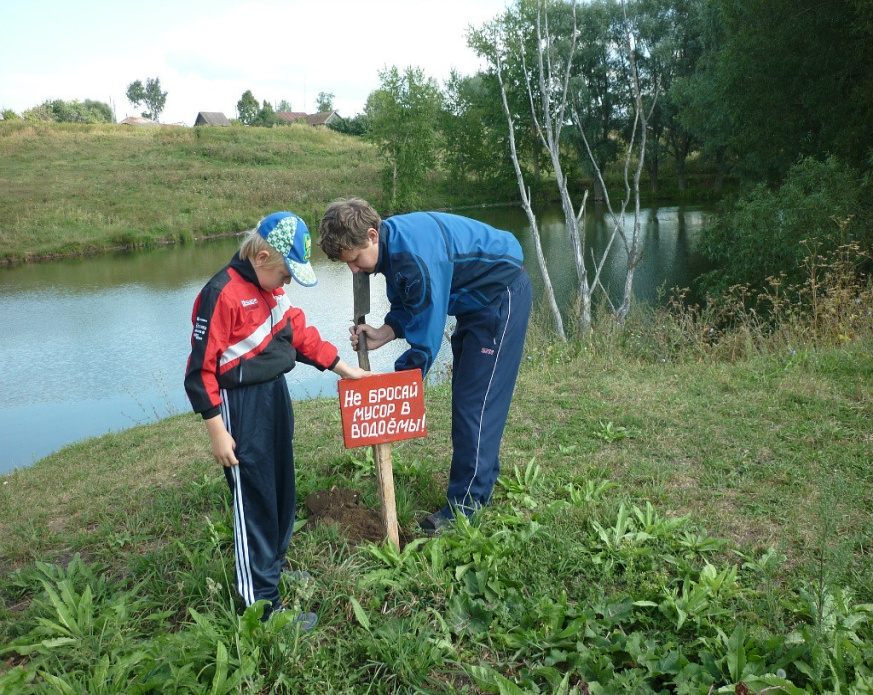 Не бросай
мусор в
водоёмы!